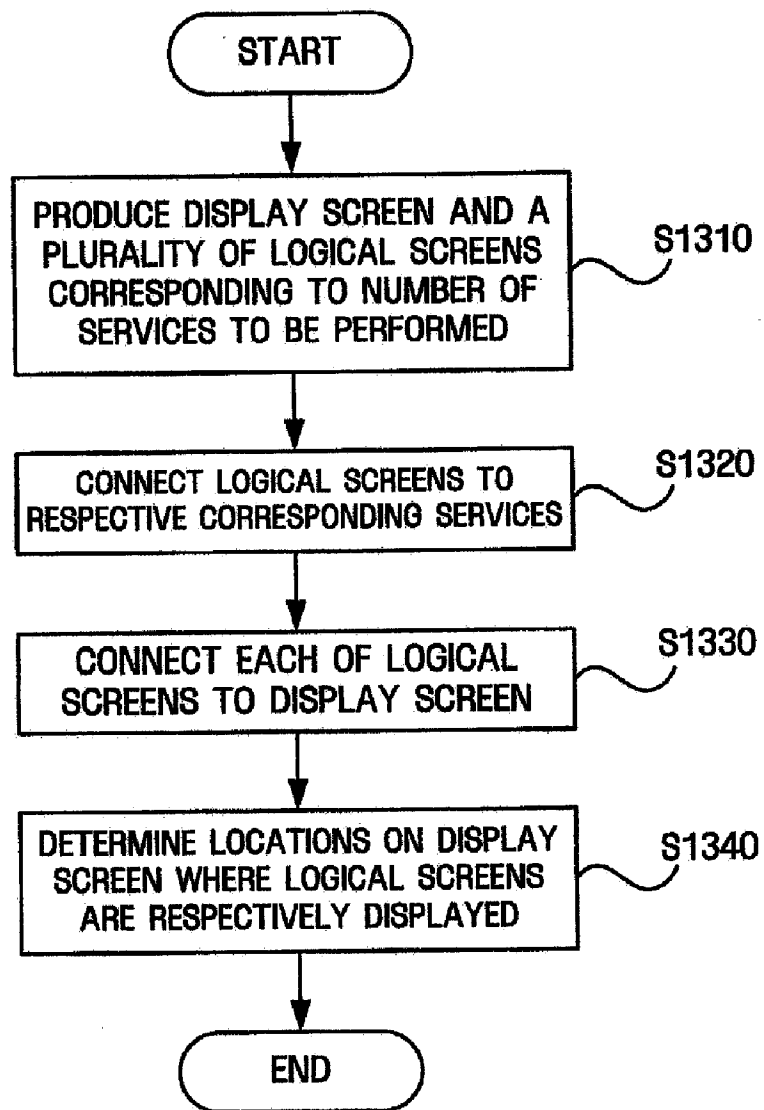 START
PRODUCE DISPLAY SCREEN AND A
PLURALITY OF LOGICAL SCREENS
CORRESPONDING TO NUMBER OF
SERVICES TO BE PERFORMED
S1310
CONNECT LOGICAL SCREENS TO
RESPECTIVE CORRESPONDING SERVICES
S1320
CONNECT EACH OF LOGICAL
SCREENS TO DISPLAY SCREEN
S1330
DETERMINE LOCATIONS ON DISPLAY
SCREEN WHERE LOGICAL SCREENS
ARE RESPECTIVELY DISPLAYED
S1340
END